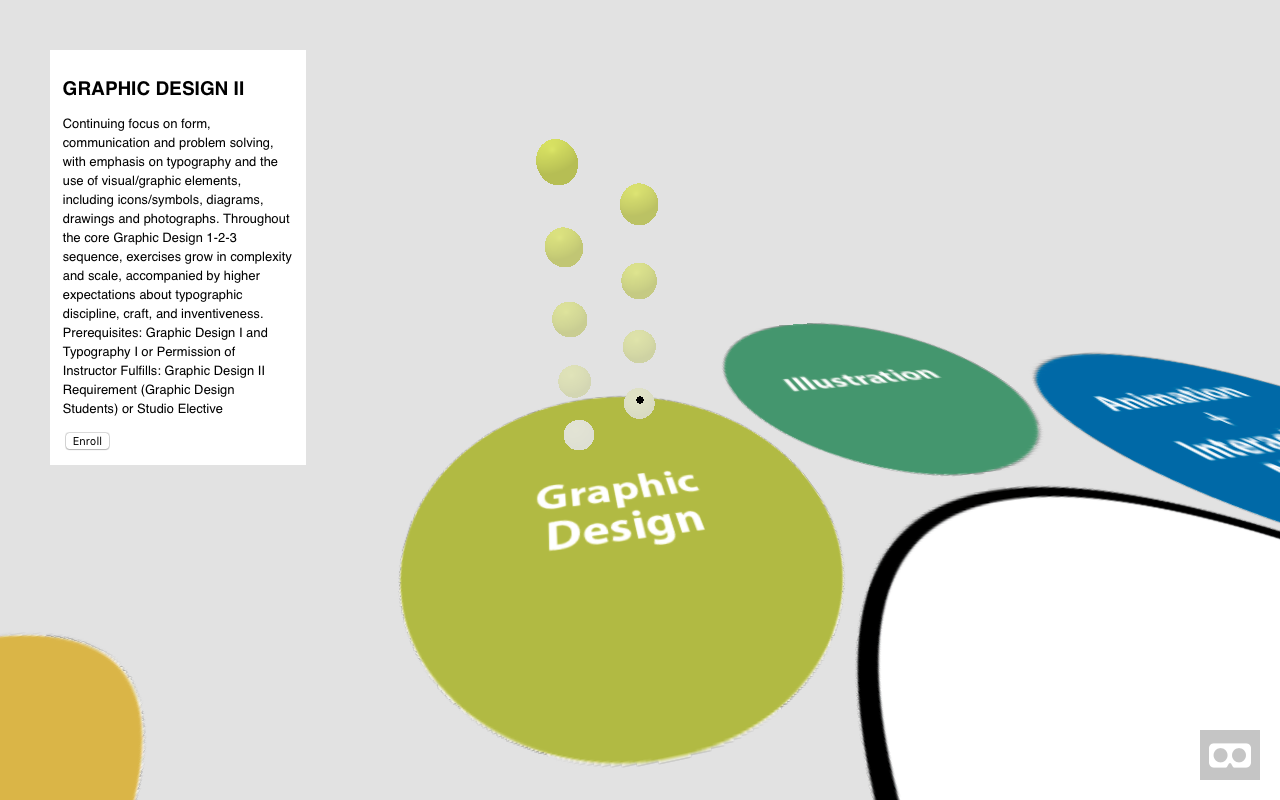 GRAPHIC DESIGN II
Continuing focus on form,
communication and problem solving,
with emphasis on typography and the
use of visual/graphic elements,
including icons/symbols, diagrams,
drawings and photographs. Throughout
the core Graphic Design 1-2-3
sequence, exercises grow in complexity
and scale, accompanied by higher
expectations about typographic
discipline, craft, and inventiveness.
Prerequisites: Graphic Design I and
Typography I or Permission of
Instructor Fulfills: Graphic Design II
Requirement (Graphic Design
Students) or Studio Elective
Enroll
Graphic
Design
Illustration
Animation
+